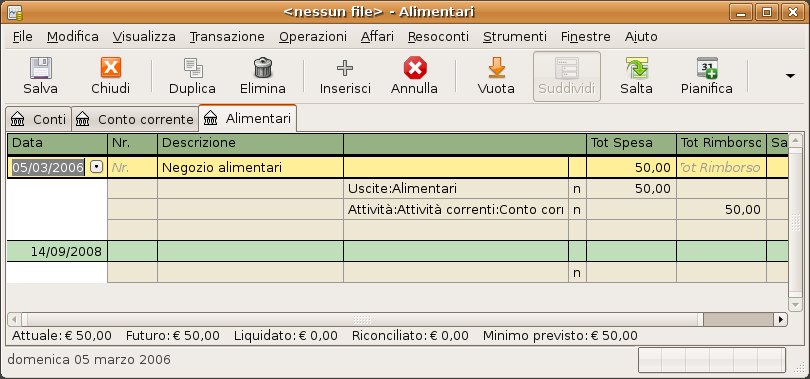 <nessun file> - Alimentari
File Modifica Visualizza Transazione Operazioni Affari Resoconti Strumenti Finestre Aiuto
Salva Chiudi Duplica Elimina Inserisci Annulla Vuota Suddividi Salta Pianifica
Conti Conto corrente Alimentari
Data Nr. Descrizione Tot Spesa Tot Rimborso Sa
05/03/2006 Nr. Negozio alimentari 50,00 Tot Rimborso
Uscite:Alimentari n 50,00
Attività:Attività correnti:Conto corr n 50,00
14/09/2008
n
Attuale: € 50,00 Futuro: € 50,00 Liquidato: € 0,00 Riconciliato: € 0,00 Minimo previsto: € 50,00
domenica 05 marzo 2006